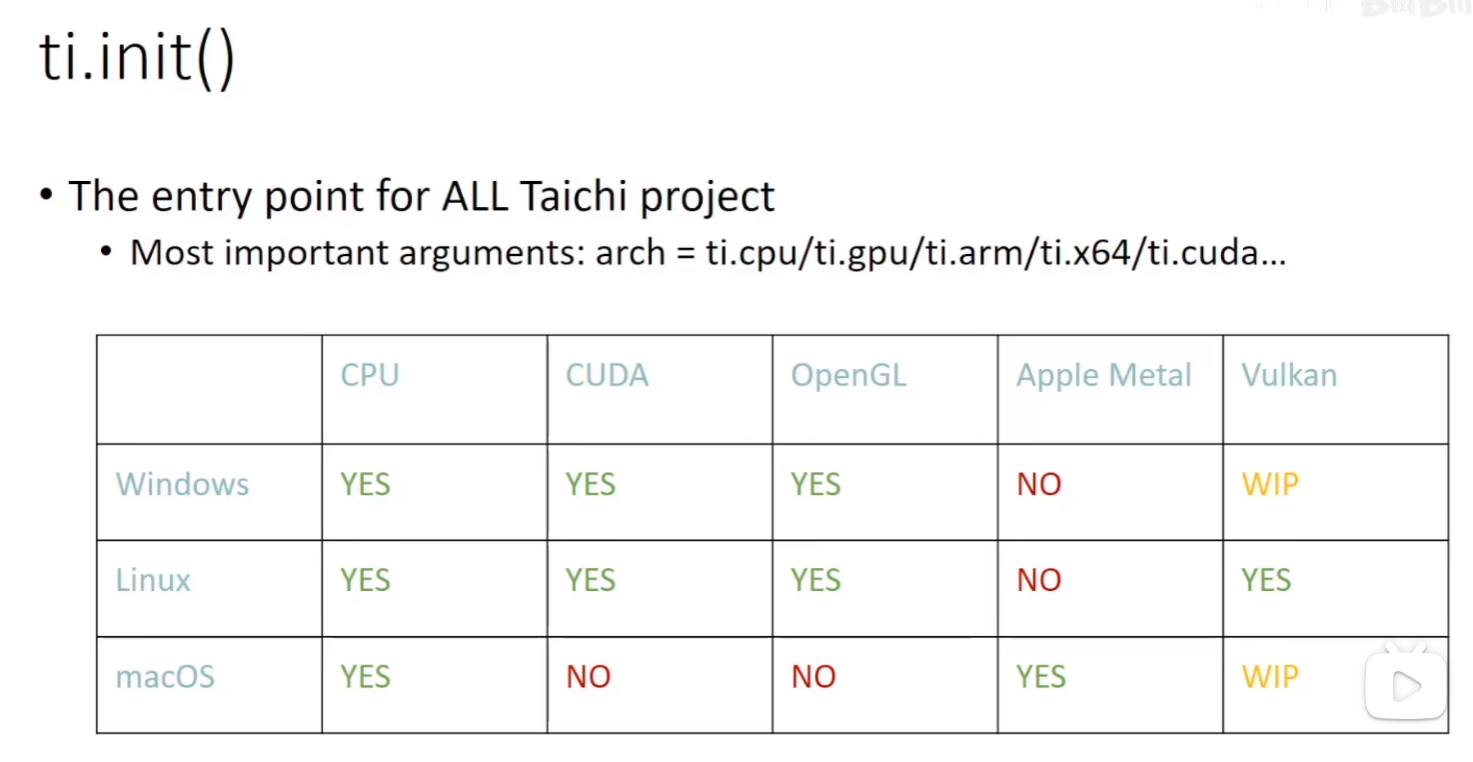 ti.init()
• The entry point for ALL Taichi project
• Most important arguments: arch = ti.cpu/ti.gpu/ti.arm/ti.x64/ti.cuda...
CPU CUDA OpenGL Apple Metal Vulkan
Windows YES YES YES NO WIP
Linux YES YES YES NO YES
macOS YES NO NO YES WIP